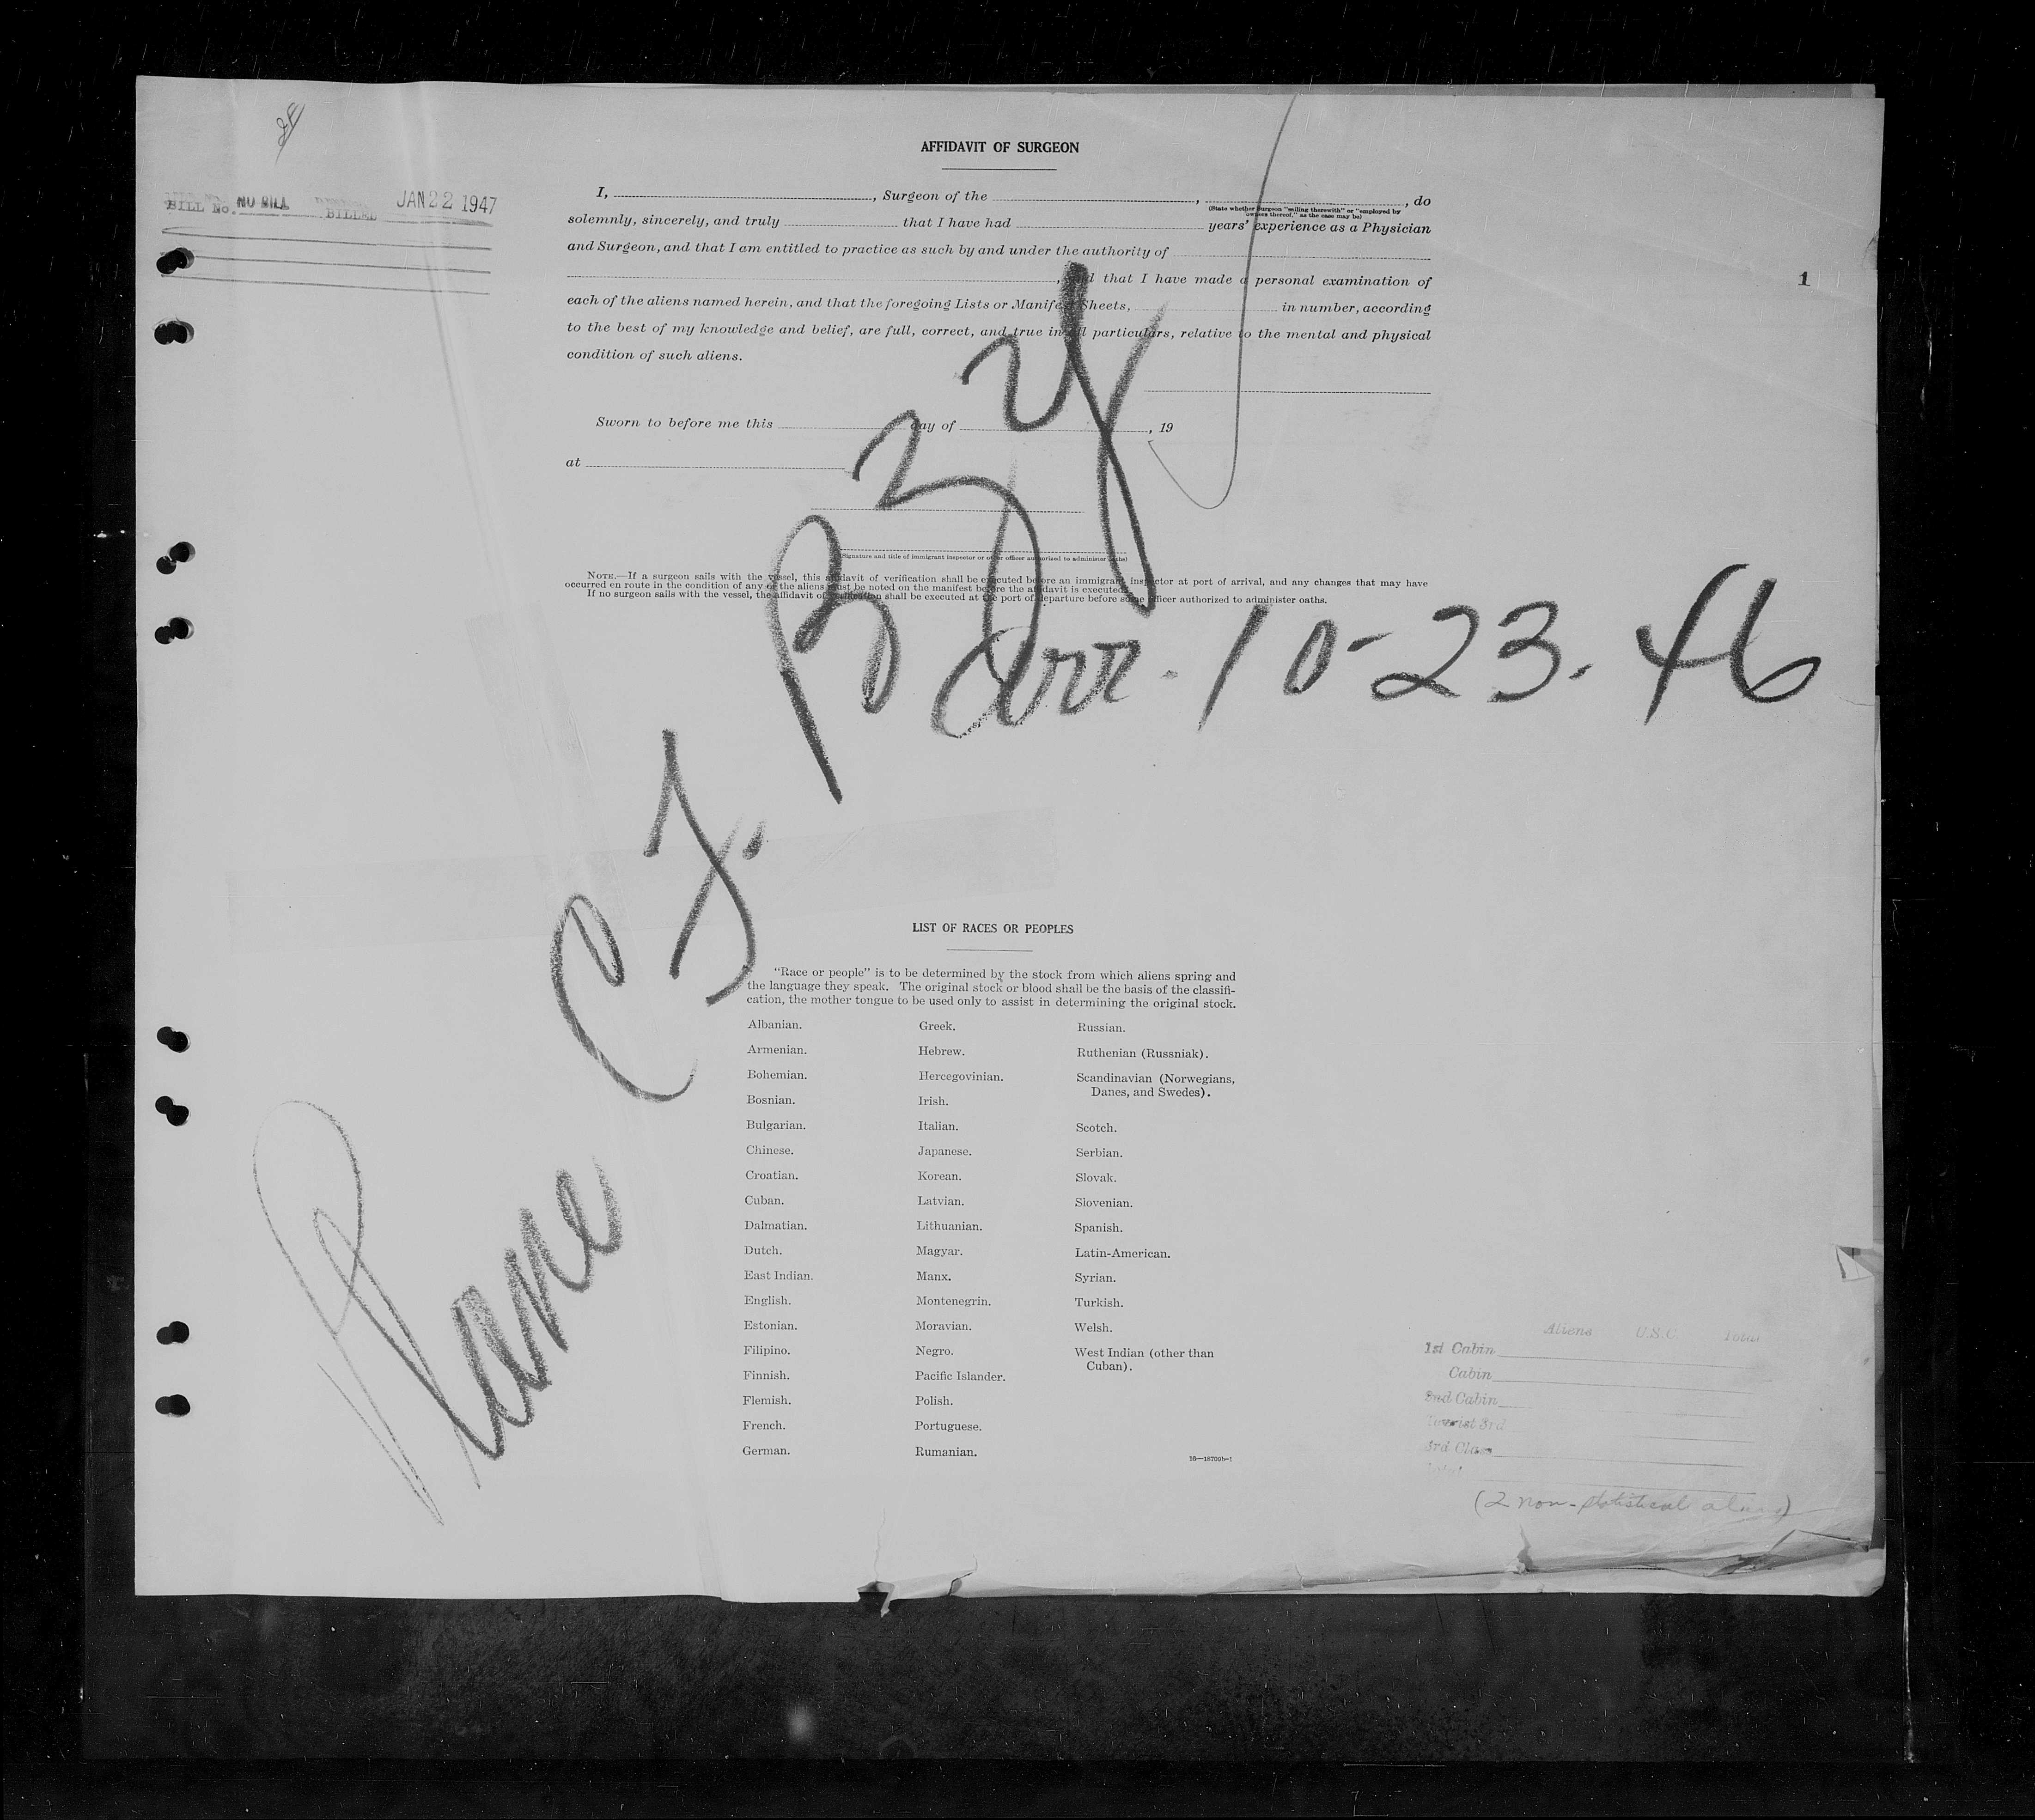 BILL No. NO BILL BILLED JAN 22 1947
AFFIDAVIT OF SURGEON
I, , Surgeon of the , , do
(State whether Surgeon "sailing therewith" or "employed by
owners thereof," as the case may be)
solemnly, sincerely, and truly that I have had years' experience as a Physician
and Surgeon, and that I am entitled to practice as such by and under the authority of
, and that I have made a personal examination of
1
each of the aliens named herein, and that the foregoing Lists or Manifest Sheets, in number, according
to the best of my knowledge and belief, are full, correct, and true in all particulars, relative to the mental and physical
condition of such aliens.
Sworn to before me this day of , 19
at
(Signature and title of immigrant inspector or other officer authorized to administer oaths)
NOTE.—If a surgeon sails with the vessel, this affidavit of verification shall be executed before an immigrant inspector at port of arrival, and any changes that may have
occurred en route in the condition of any of the aliens must be noted on the manifest before the affidavit is executed.
If no surgeon sails with the vessel, the affidavit of verification shall be executed at the port of departure before some officer authorized to administer oaths.
Plane
Arr. 10-23-46
LIST OF RACES OR PEOPLES
"Race or people" is to be determined by the stock from which aliens spring and
the language they speak. The original stock or blood shall be the basis of the classifi-
cation, the mother tongue to be used only to assist in determining the original stock.
Albanian.
Armenian.
Bohemian.
Bosnian.
Bulgarian.
Chinese.
Croatian.
Cuban.
Dalmatian.
Dutch.
East Indian.
English.
Estonian.
Filipino.
Finnish.
Flemish.
French.
German.
Greek.
Hebrew.
Hercegovinian.
Irish.
Italian.
Japanese.
Korean.
Latvian.
Lithuanian.
Magyar.
Manx.
Montenegrin.
Moravian.
Negro.
Pacific Islander.
Polish.
Portuguese.
Rumanian.
Russian.
Ruthenian (Russniak).
Scandinavian (Norwegians,
Danes, and Swedes).
Scotch.
Serbian.
Slovak.
Slovenian.
Spanish.
Latin-American.
Syrian.
Turkish.
Welsh.
West Indian (other than
Cuban).
16—18709b-1
Aliens U.S.C. Total
1st Cabin
Cabin
2nd Cabin
Tourist 3rd
3rd Class
Total
(2 non-statistical aliens)